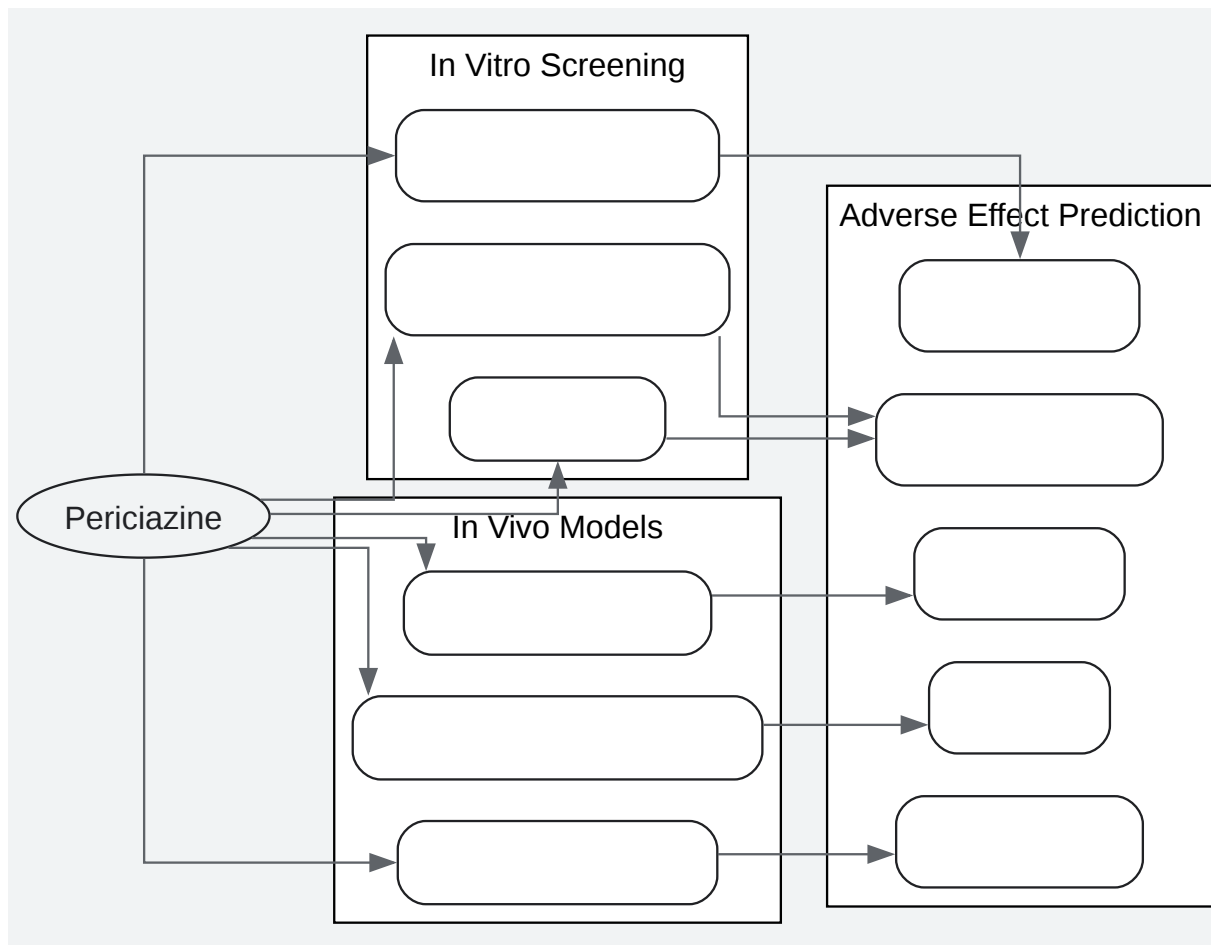 In Vitro Screening
Adverse Effect Prediction
Periciazine
In Vivo Models